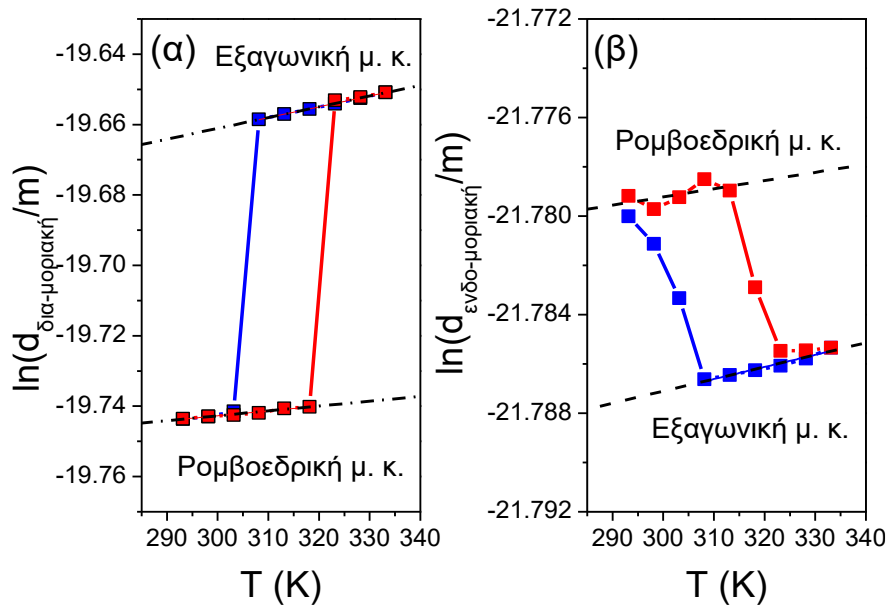 (α)
Εξαγωνική μ. κ.
Ρομβοεδρική μ. κ.
ln(dδια-μοριακή/m)
-19.64
-19.66
-19.68
-19.70
-19.72
-19.74
-19.76
290 300 310 320 330 340
T (K)
(β)
Ρομβοεδρική μ. κ.
Εξαγωνική μ. κ.
ln(dενδο-μοριακή/m)
-21.772
-21.776
-21.780
-21.784
-21.788
-21.792
290 300 310 320 330 340
T (K)